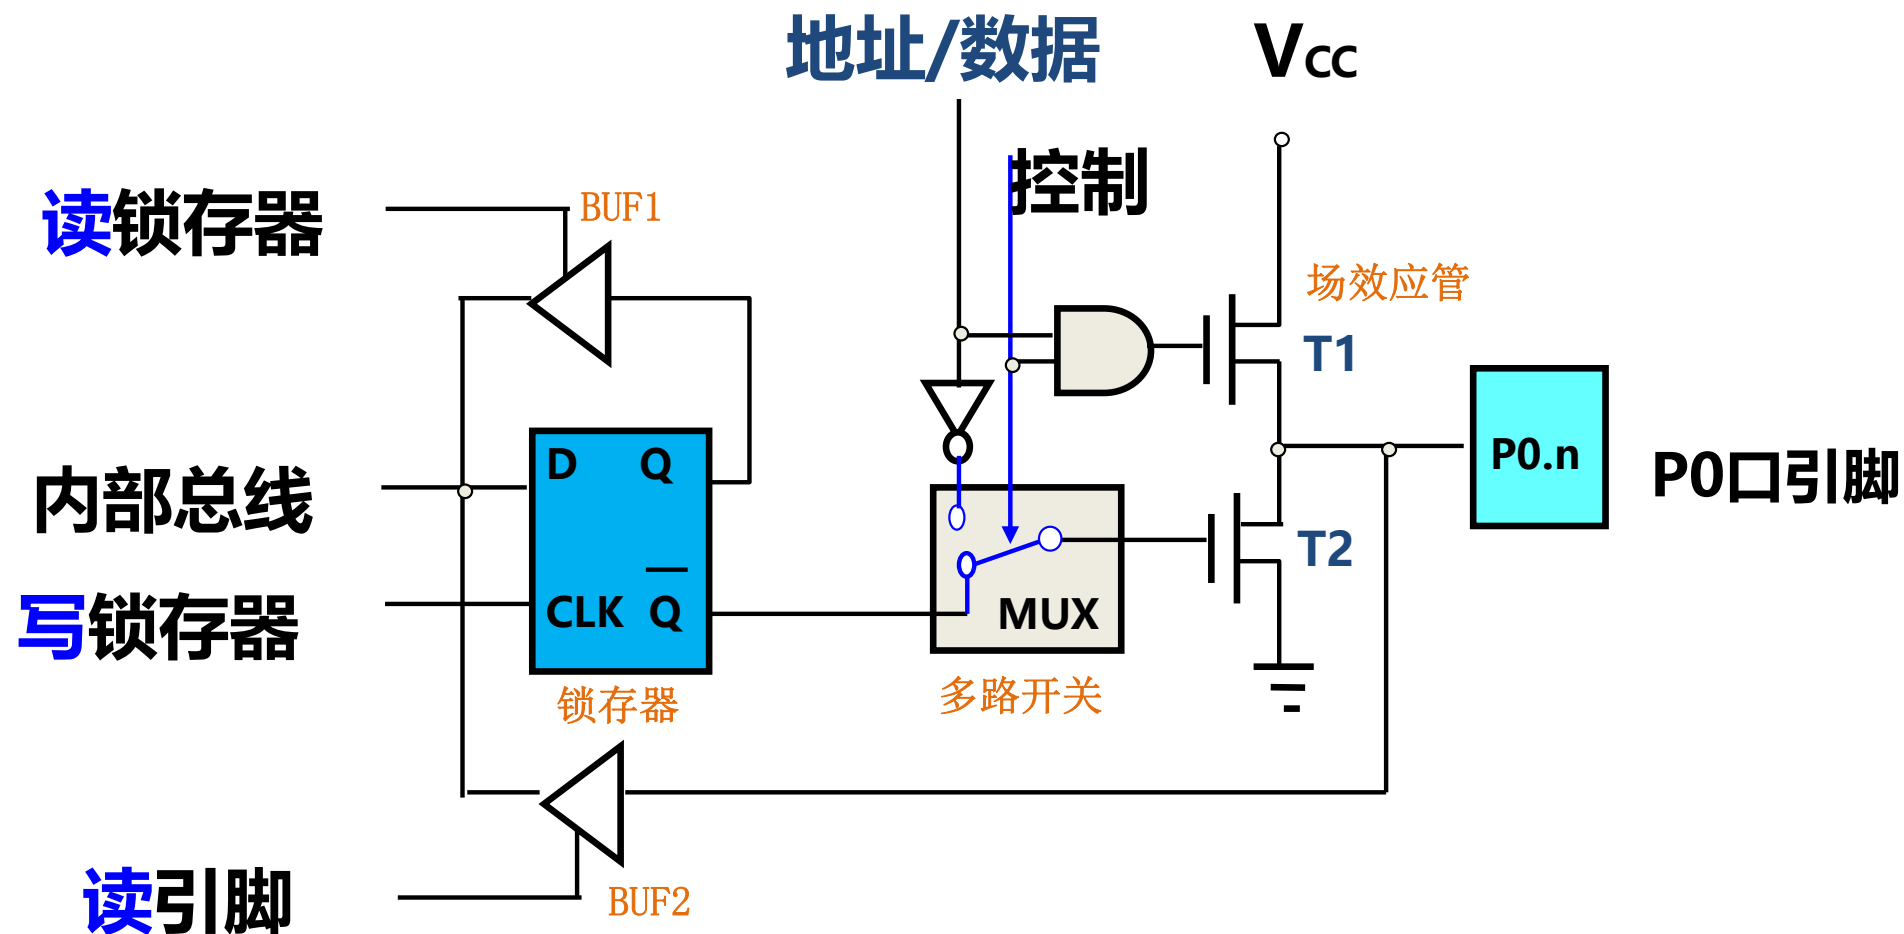 地址/数据
VCC
控制
读锁存器
BUF1
场效应管
T1
D
Q
P0.n
P0口引脚
内部总线
T2
写锁存器
CLK
Q
MUX
锁存器
多路开关
读引脚
BUF2